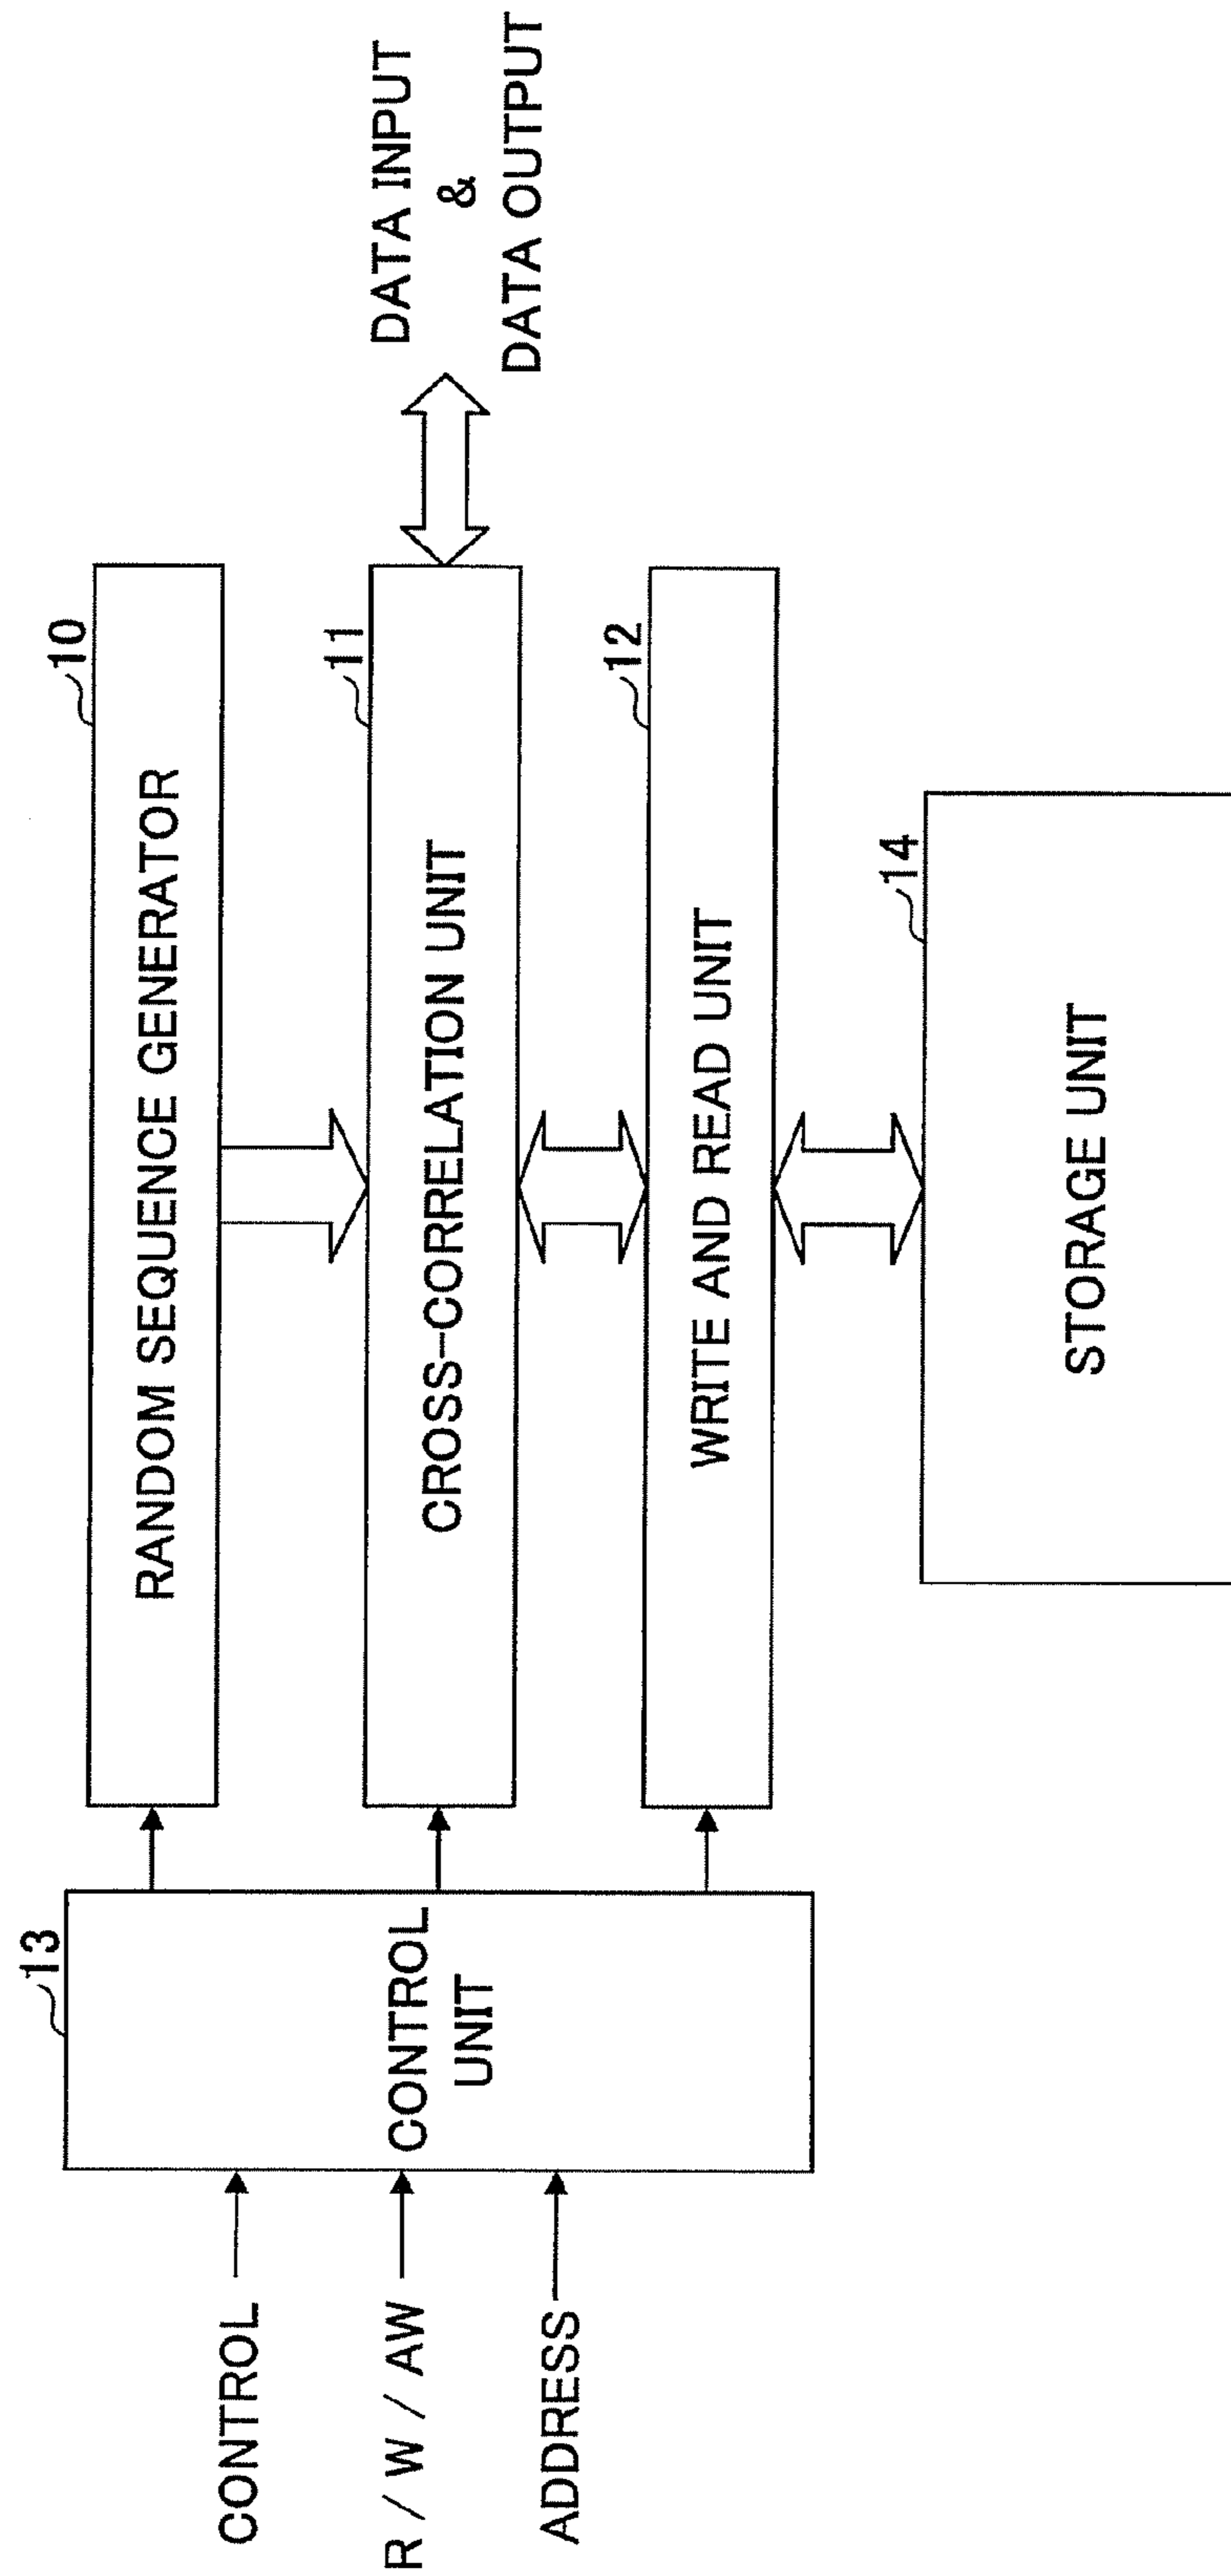 10
RANDOM SEQUENCE GENERATOR
13
CONTROL
R / W / AW
ADDRESS
CONTROL
UNIT
11
CROSS-CORRELATION UNIT
DATA INPUT
&
DATA OUTPUT
12
WRITE AND READ UNIT
14
STORAGE UNIT